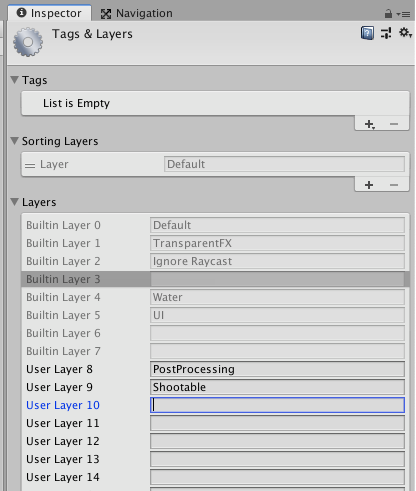 Inspector Navigation
Tags & Layers
Tags
List is Empty
Sorting Layers
Layer Default
Layers
Builtin Layer 0 Default
Builtin Layer 1 TransparentFX
Builtin Layer 2 Ignore Raycast
Builtin Layer 3
Builtin Layer 4 Water
Builtin Layer 5 UI
Builtin Layer 6
Builtin Layer 7
User Layer 8 PostProcessing
User Layer 9 Shootable
User Layer 10
User Layer 11
User Layer 12
User Layer 13
User Layer 14